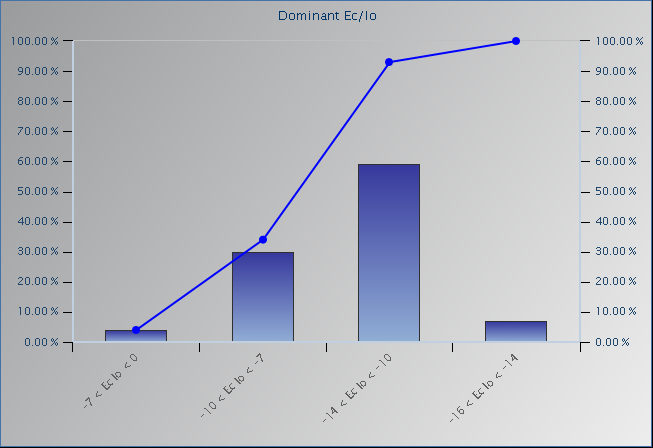 Dominant Ec/Io
100.00 % 100.00 %
90.00 % 90.00 %
80.00 % 80.00 %
70.00 % 70.00 %
60.00 % 60.00 %
50.00 % 50.00 %
40.00 % 40.00 %
30.00 % 30.00 %
20.00 % 20.00 %
10.00 % 10.00 %
0.00 % 0.00 %
-7 < Ec Io < 0
-10 < Ec Io < -7
-14 < Ec Io < -10
-16 < Ec Io < -14